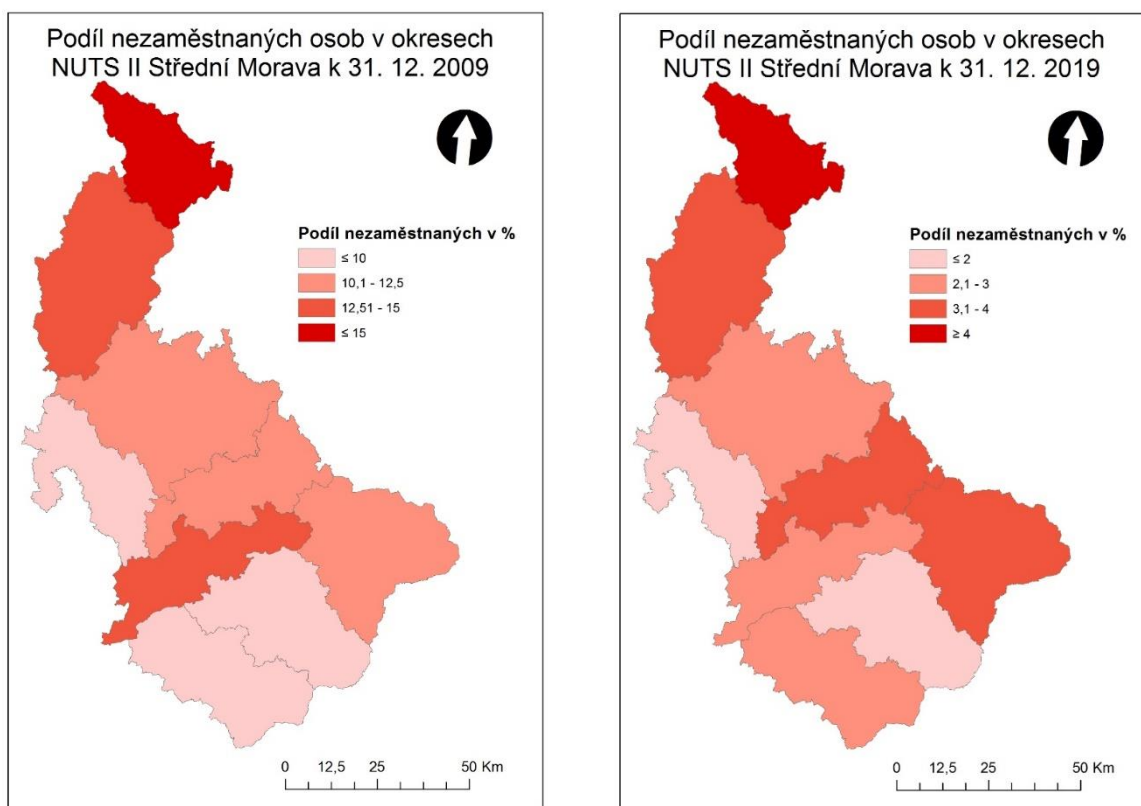 Podíl nezaměstnaných osob v okresech
NUTS II Střední Morava k 31. 12. 2009
Podíl nezaměstnaných v %
≤ 10
10,1 - 12,5
12,51 - 15
≤ 15
0 12,5 25 50 Km
Podíl nezaměstnaných osob v okresech
NUTS II Střední Morava k 31. 12. 2019
Podíl nezaměstnaných v %
≤ 2
2,1 - 3
3,1 - 4
≥ 4
0 12,5 25 50 Km